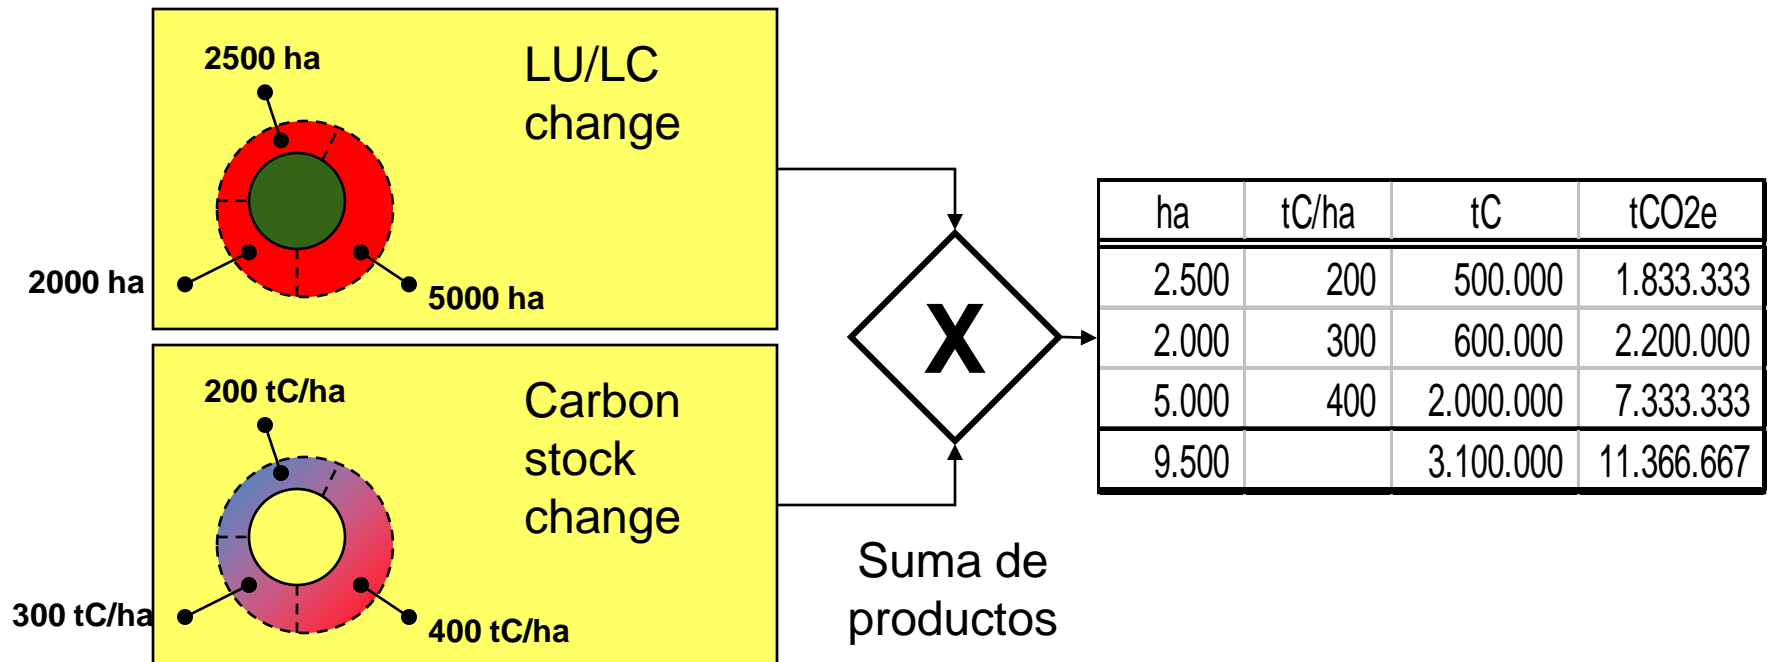 2500 ha
LU/LC
change
2000 ha
5000 ha
200 tC/ha
Carbon
stock
change
300 tC/ha
400 tC/ha
X
Suma de
productos
ha tC/ha tC tCO2e
2.500 200 500.000 1.833.333
2.000 300 600.000 2.200.000
5.000 400 2.000.000 7.333.333
9.500 3.100.000 11.366.667